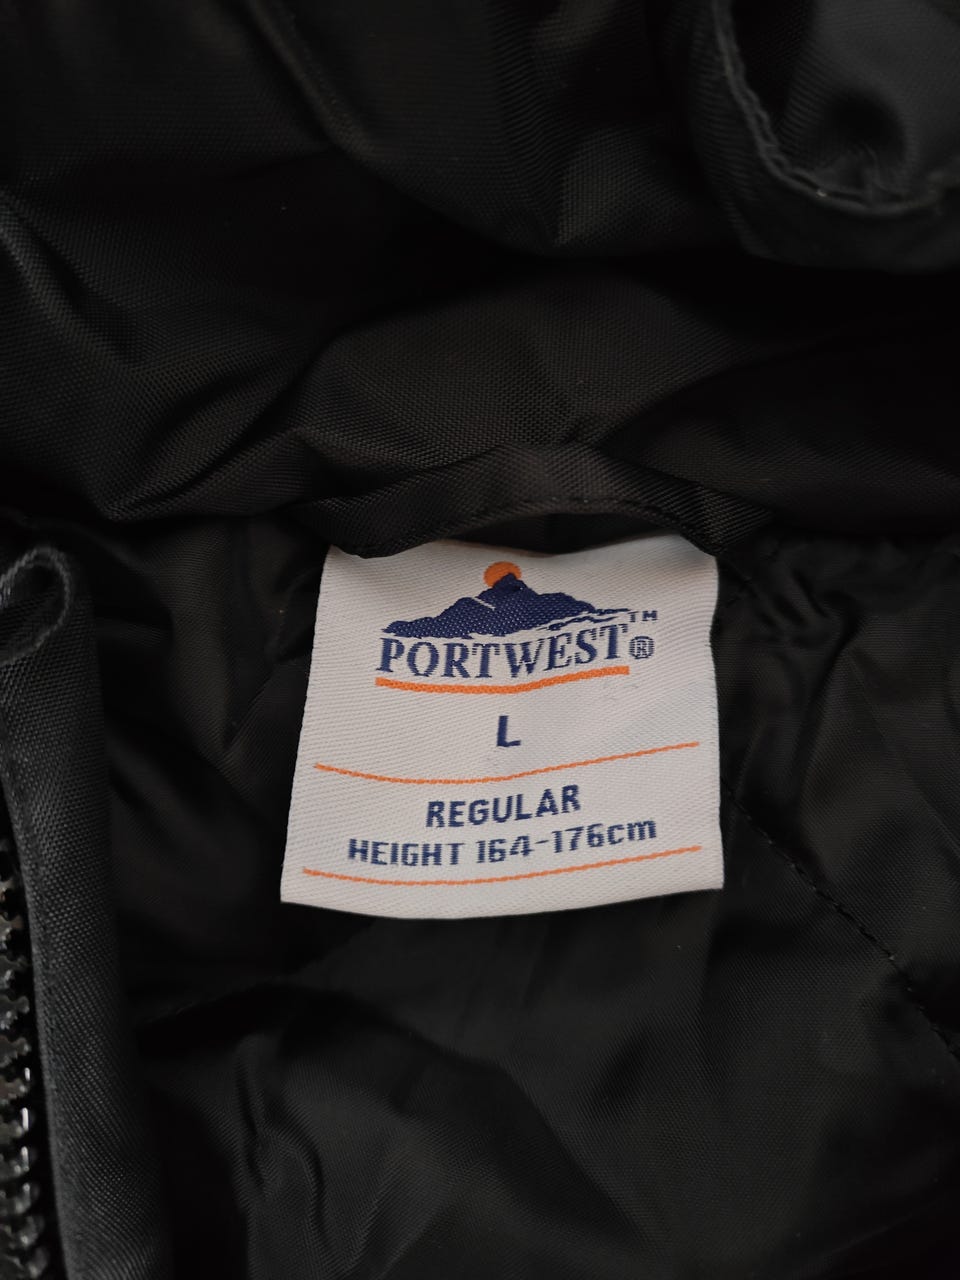 PORTWEST™®
L
REGULAR
HEIGHT 164-176cm